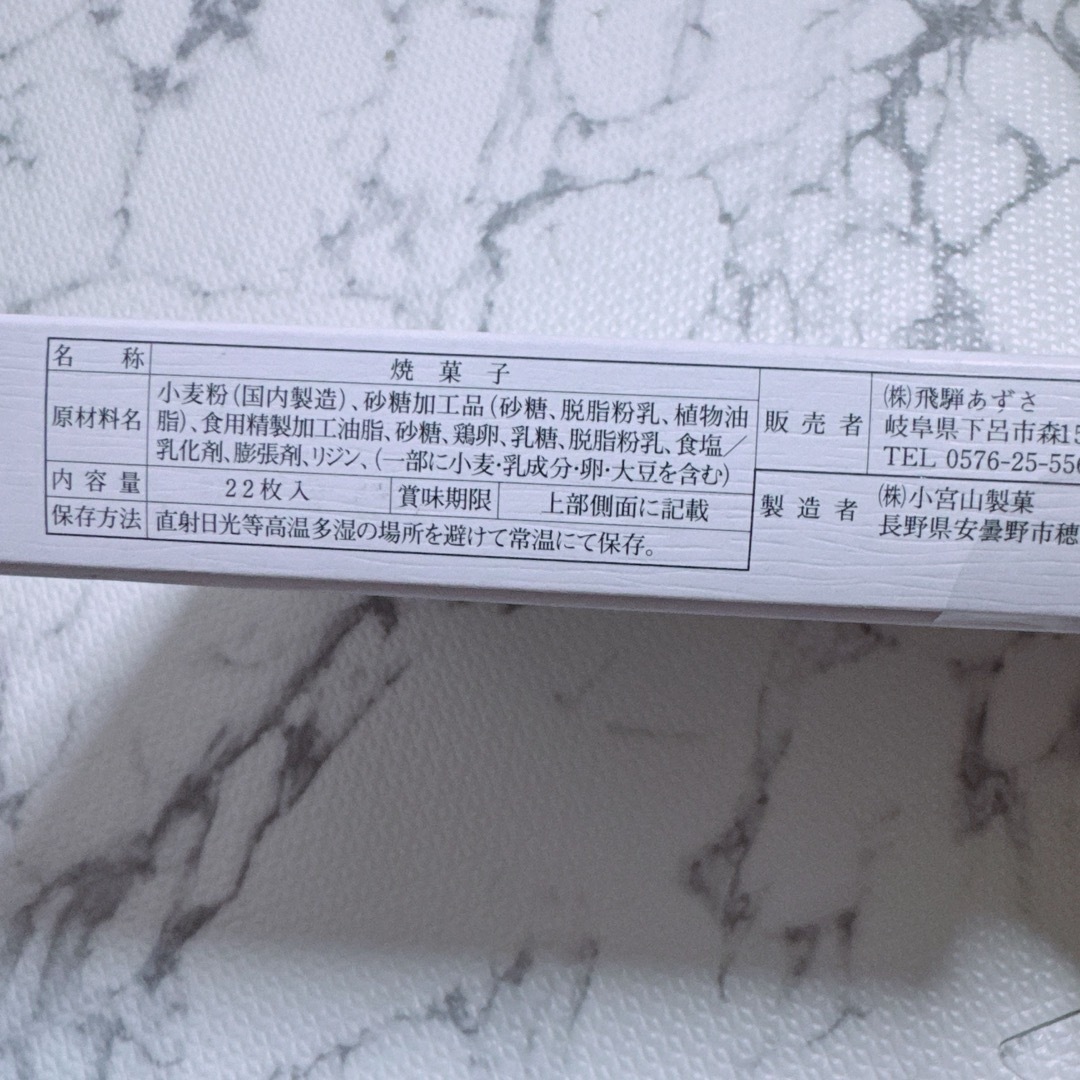 名称 焼菓子
原材料名 小麦粉(国内製造)、砂糖加工品(砂糖、脱脂粉乳、植物油
脂)、食用精製加工油脂、砂糖、鶏卵、乳糖、脱脂粉乳、食塩／
乳化剤、膨張剤、リジン、(一部に小麦・乳成分・卵・大豆を含む)
内容量 22枚入 賞味期限 上部側面に記載
保存方法 直射日光等高温多湿の場所を避けて常温にて保存。
販売者 (株)飛騨あずさ
岐阜県下呂市森15
TEL 0576-25-556
製造者 (株)小宮山製菓
長野県安曇野市穂